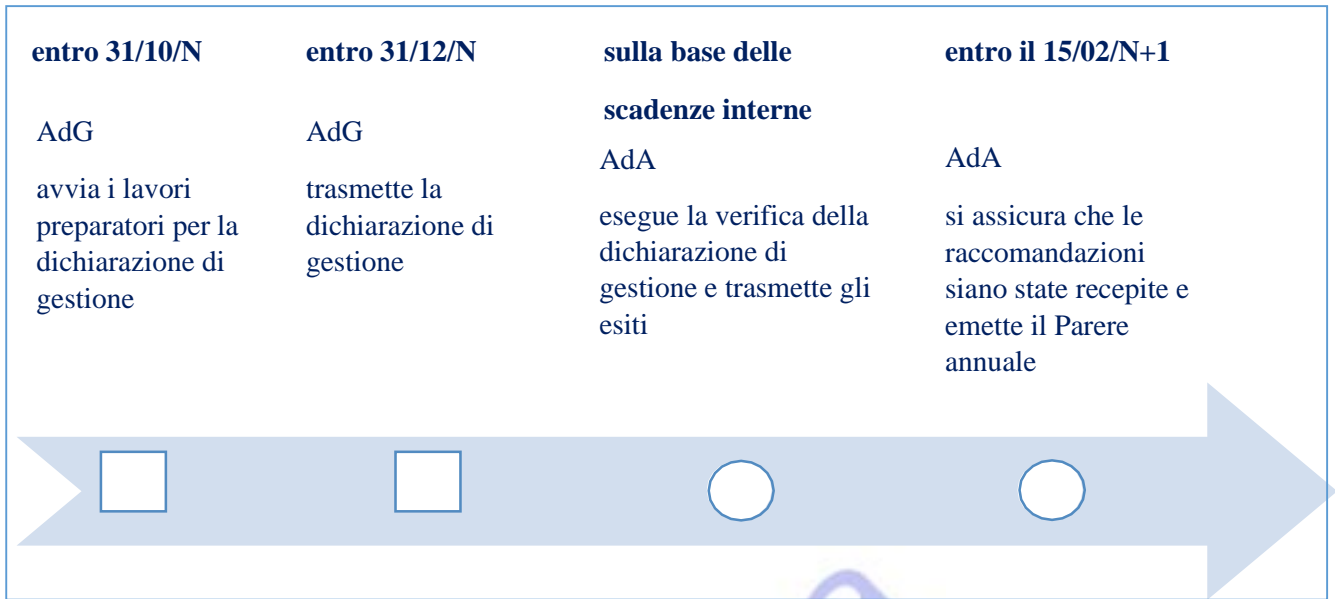 entro 31/10/N
AdG
avvia i lavori
preparatori per la
dichiarazione di
gestione
entro 31/12/N
AdG
trasmette la
dichiarazione di
gestione
sulla base delle
scadenze interne
AdA
esegue la verifica della
dichiarazione di
gestione e trasmette gli
esiti
entro il 15/02/N+1
AdA
si assicura che le
raccomandazioni
siano state recepite e
emette il Parere
annuale